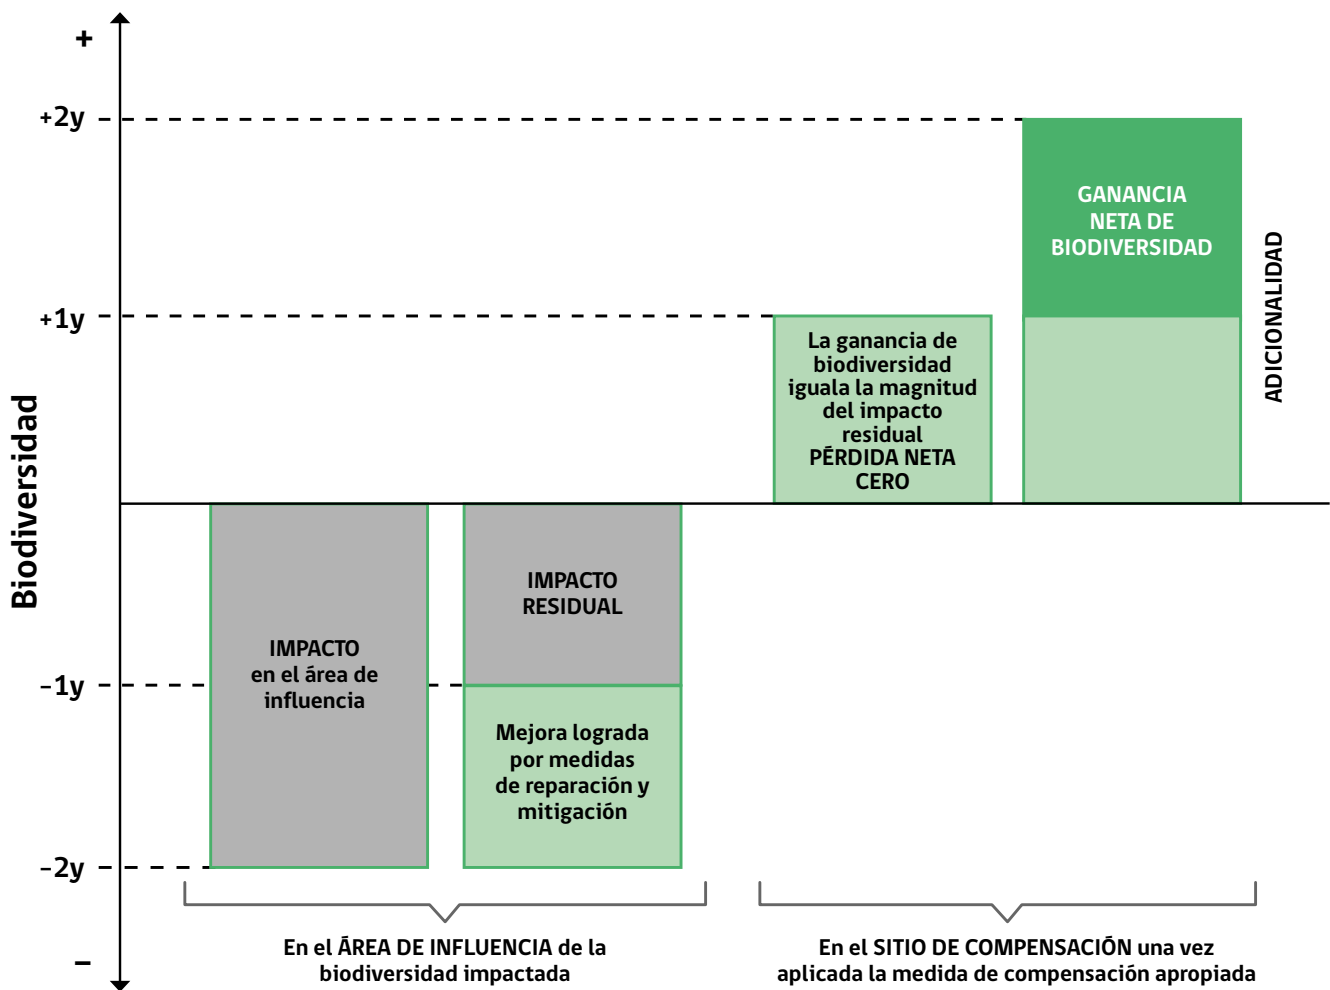 +
+2y
+1y
Biodiversidad
-1y
-2y
–
IMPACTO
en el área de
influencia
IMPACTO
RESIDUAL
Mejora lograda
por medidas
de reparación y
mitigación
La ganancia de
biodiversidad
iguala la magnitud
del impacto
residual
PÉRDIDA NETA
CERO
GANANCIA
NETA DE
BIODIVERSIDAD
ADICIONALIDAD
En el ÁREA DE INFLUENCIA de la
biodiversidad impactada
En el SITIO DE COMPENSACIÓN una vez
aplicada la medida de compensación apropiada